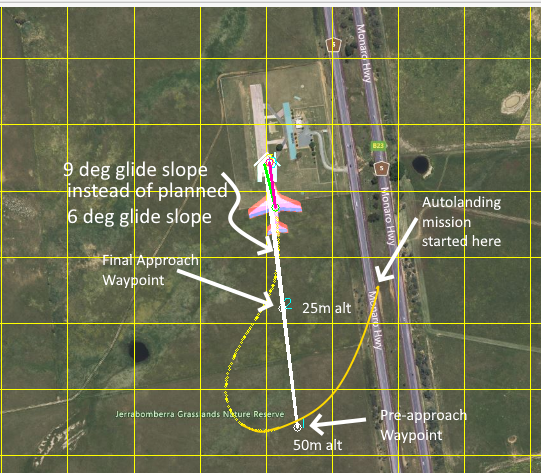 Monaro Hwy
B23
Monaro Hwy
9 deg glide slope
instead of planned
6 deg glide slope
Autolanding
mission
started here
Final Approach
Waypoint
2
25m alt
Monaro Hwy
Jerrabomberra Grasslands Nature Reserve
Pre-approach
Waypoint
50m alt